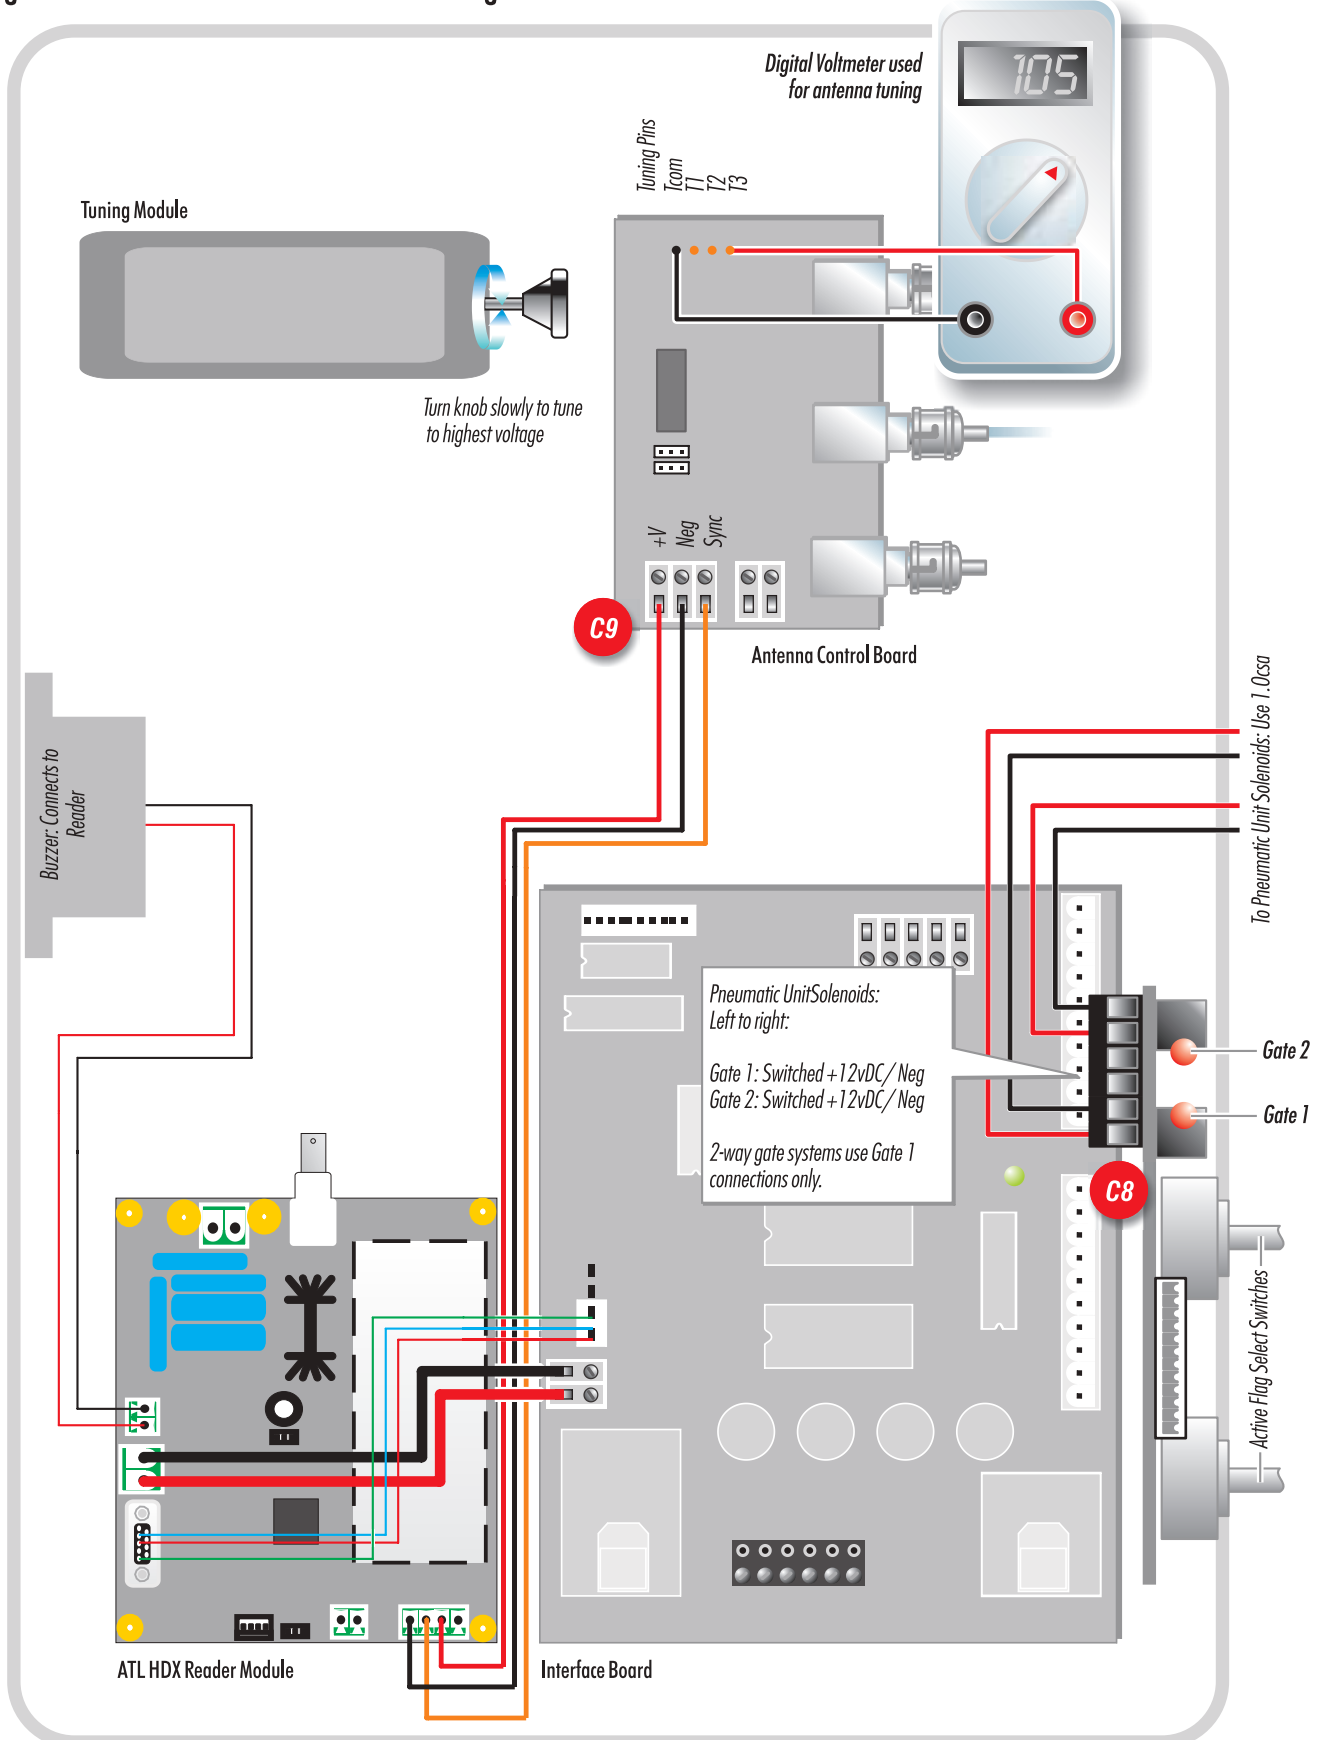 Digital Voltmeter used
for antenna tuning
105
Tuning Pins
Tcom
T1
T2
T3
Tuning Module
Turn knob slowly to tune
to highest voltage
+V
Neg
Sync
C9
Antenna Control Board
To Pneumatic Unit Solenoids: Use 1.0csa
Buzzer: Connects to
Reader
Pneumatic UnitSolenoids:
Left to right:
Gate 1: Switched +12vDC/ Neg
Gate 2: Switched +12vDC/ Neg
2-way gate systems use Gate 1
connections only.
Gate 2
Gate 1
C8
Active Flag Select Switches
ATL HDX Reader Module
Interface Board